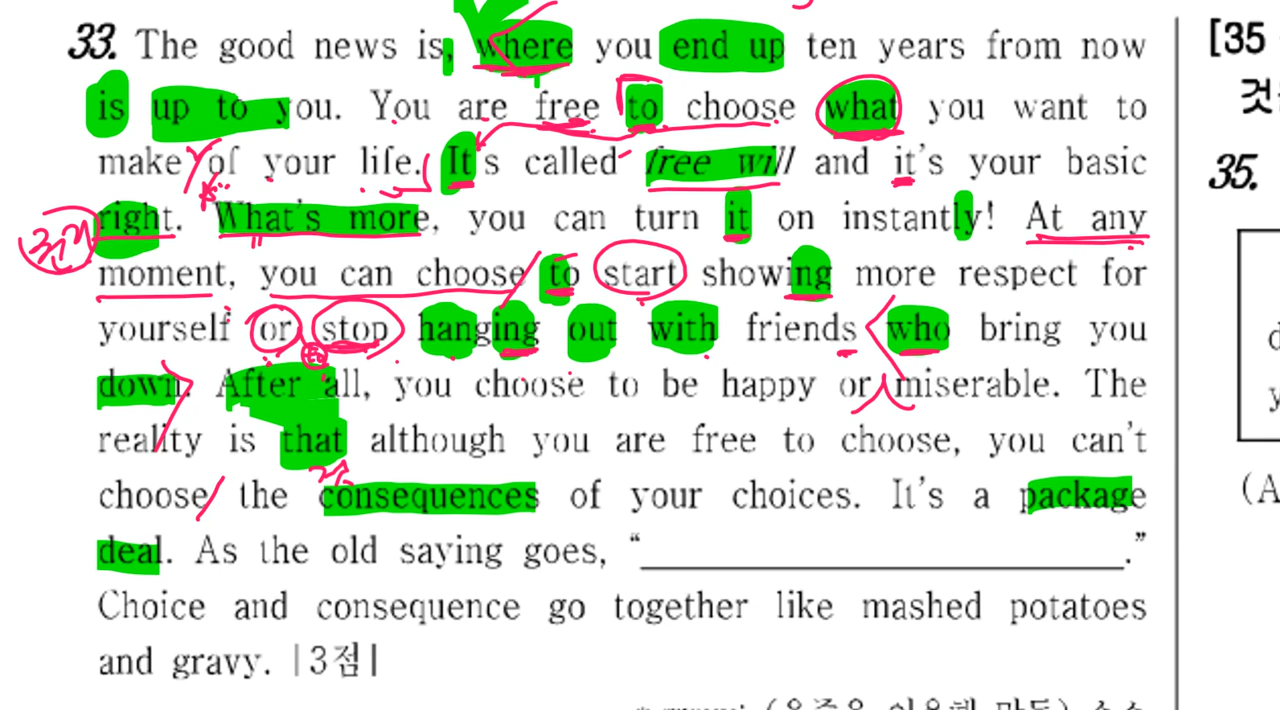 33. The good news is, where you end up ten years from now
is up to you. You are free to choose what you want to
make of your life. It's called free will and it's your basic
right. What's more, you can turn it on instantly! At any
moment, you can choose to start showing more respect for
yourself or stop hanging out with friends who bring you
down. After all, you choose to be happy or miserable. The
reality is that although you are free to choose, you can't
choose the consequences of your choices. It's a package
deal. As the old saying goes, “____________________.”
Choice and consequence go together like mashed potatoes
and gravy. [3점]
[35
35.
(A